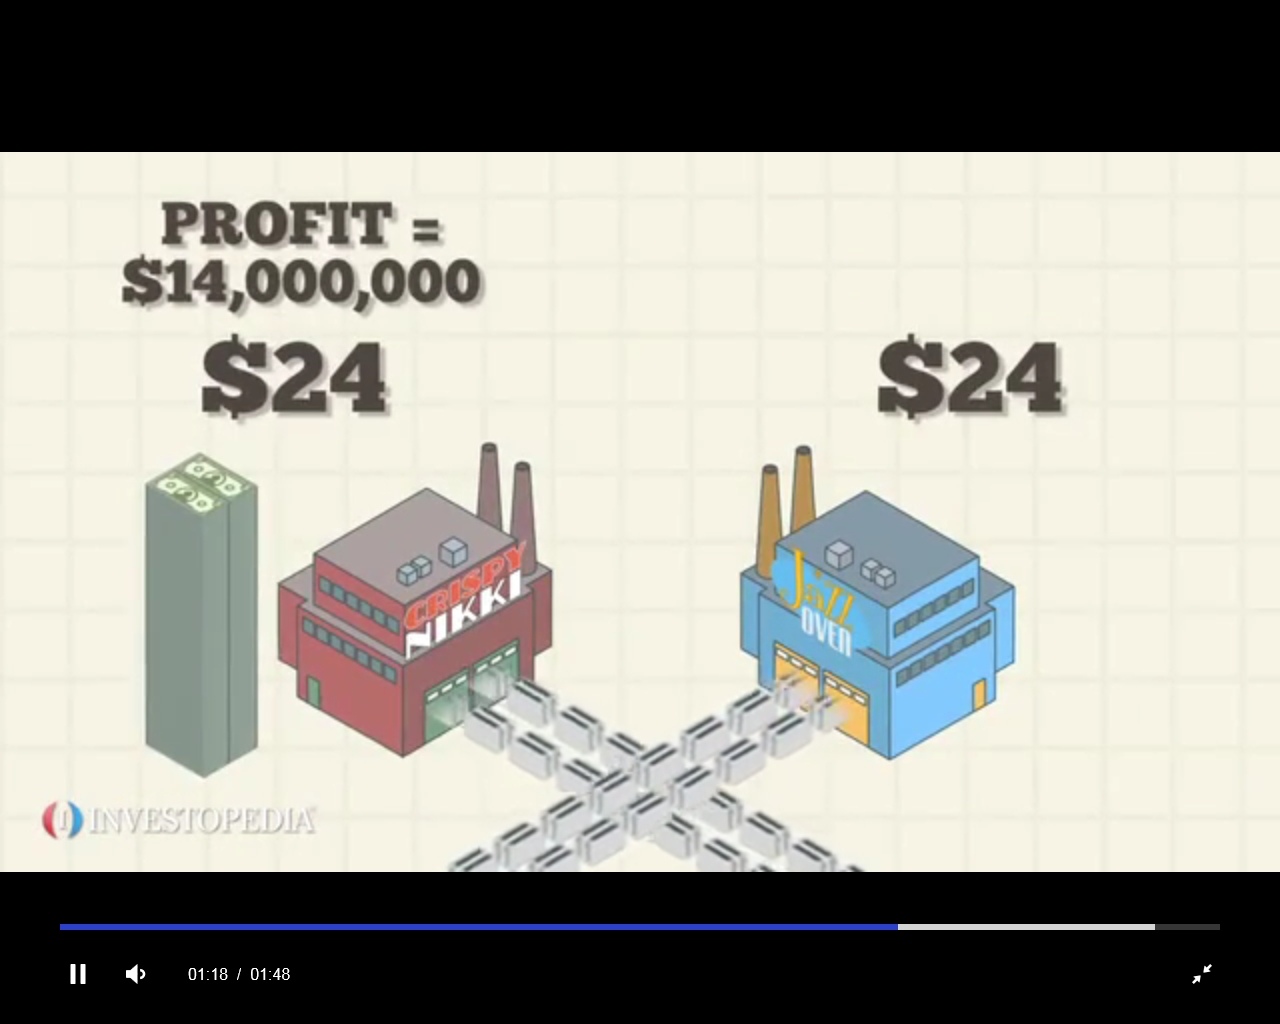 PROFIT =
$14,000,000
$24
$24
CRISPY
NIKKI
Jazz
OVEN
INVESTOPEDIA
01:18 / 01:48